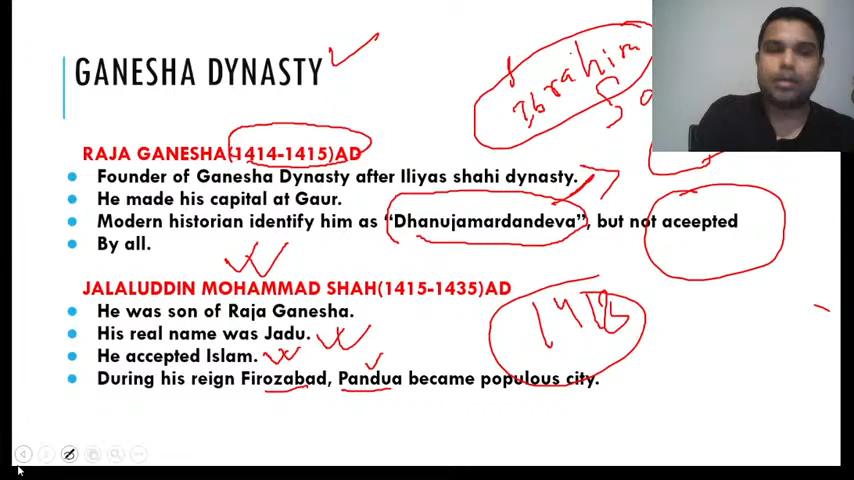 GANESHA DYNASTY
Ibrahim
RAJA GANESHA(1414-1415)AD
Founder of Ganesha Dynasty after Iliyas shahi dynasty.
He made his capital at Gaur.
Modern historian identify him as "Dhanujamardandeva", but not aceepted
By all.
JALALUDDIN MOHAMMAD SHAH(1415-1435)AD
He was son of Raja Ganesha.
His real name was Jadu.
He accepted Islam.
During his reign Firozabad, Pandua became populous city.